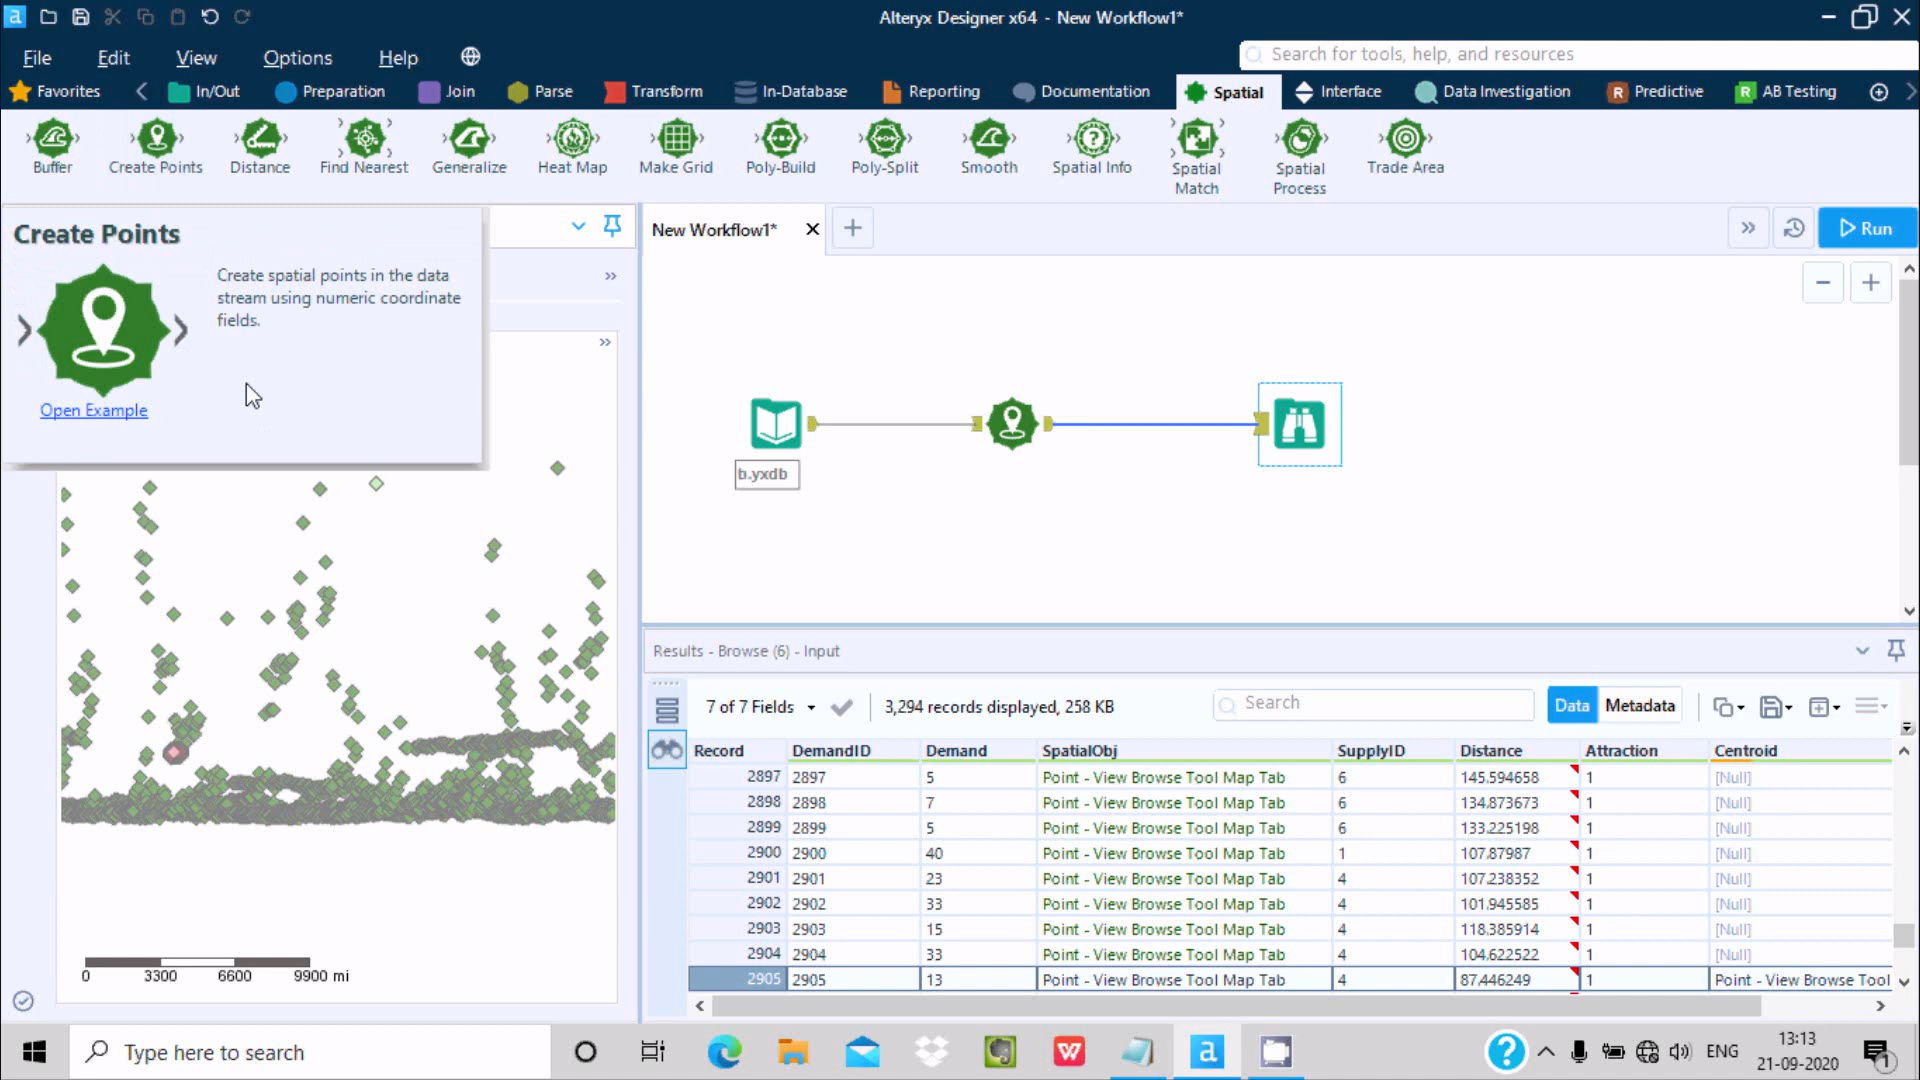 Alteryx Designer x64 - New Workflow1*
File Edit View Options Help
Search for tools, help, and resources
Favorites In/Out Preparation Join Parse Transform In-Database Reporting Documentation Spatial Interface Data Investigation Predictive AB Testing
Buffer Create Points Distance Find Nearest Generalize Heat Map Make Grid Poly-Build Poly-Split Smooth Spatial Info Spatial Match Spatial Process Trade Area
Create Points
Create spatial points in the data
stream using numeric coordinate
fields.
Open Example
0 3300 6600 9900 mi
New Workflow1*
Run
b.yxdb
Results - Browse (6) - Input
7 of 7 Fields 3,294 records displayed, 258 KB Search Data Metadata
Record DemandID Demand SpatialObj SupplyID Distance Attraction Centroid
2897 2897 5 Point - View Browse Tool Map Tab 6 145.594658 1 [Null]
2898 2898 7 Point - View Browse Tool Map Tab 6 134.873673 1 [Null]
2899 2899 5 Point - View Browse Tool Map Tab 6 133.225198 1 [Null]
2900 2900 40 Point - View Browse Tool Map Tab 1 107.87987 1 [Null]
2901 2901 23 Point - View Browse Tool Map Tab 4 107.238352 1 [Null]
2902 2902 33 Point - View Browse Tool Map Tab 4 101.945585 1 [Null]
2903 2903 15 Point - View Browse Tool Map Tab 4 118.385914 1 [Null]
2904 2904 33 Point - View Browse Tool Map Tab 4 104.622522 1 [Null]
2905 2905 13 Point - View Browse Tool Map Tab 4 87.446249 1 Point - View Browse Tool
Type here to search
ENG
13:13
21-09-2020
1